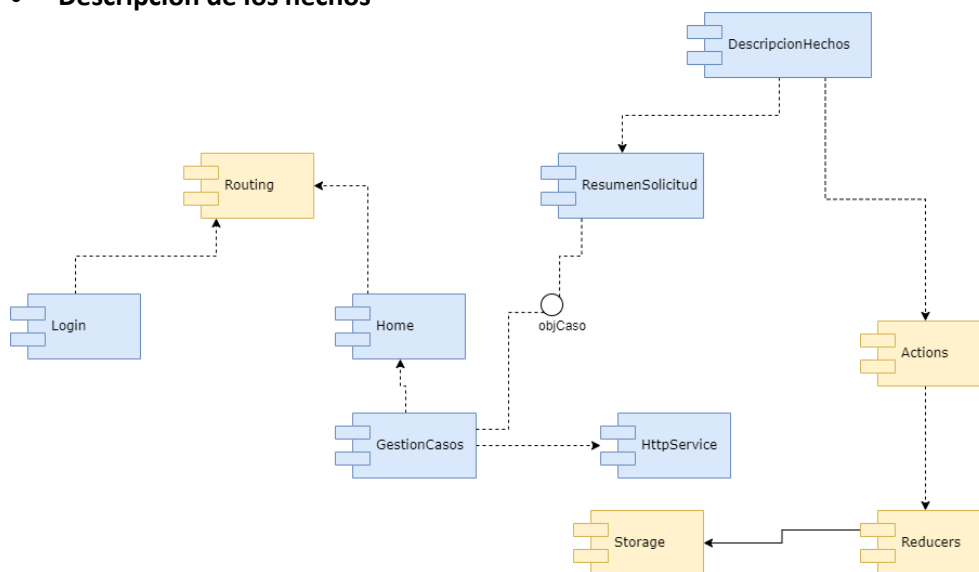 • Descripción de los hechos
DescripcionHechos
Routing
ResumenSolicitud
Login
Home
objCaso
Actions
GestionCasos
HttpService
Storage
Reducers